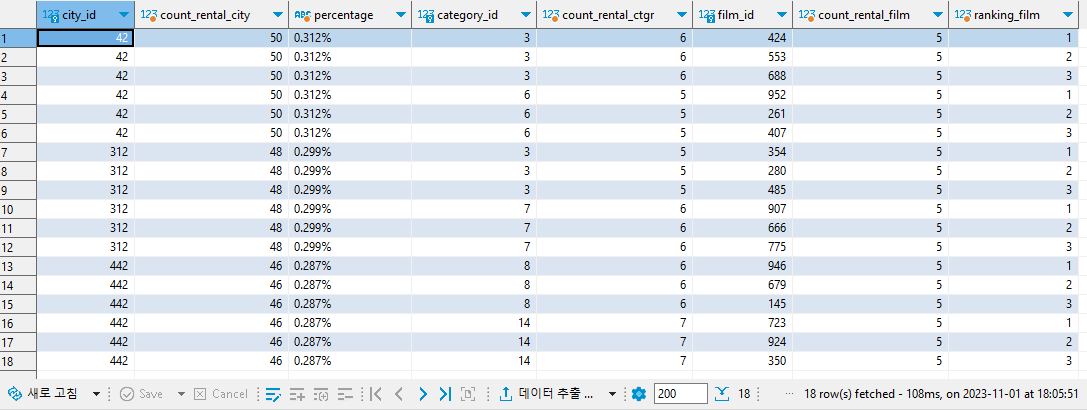 123 city_id 123 count_rental_city ABC percentage 123 category_id 123 count_rental_ctgr 123 film_id 123 count_rental_film 123 ranking_film
1 42 50 0.312% 3 6 424 5 1
2 42 50 0.312% 3 6 553 5 2
3 42 50 0.312% 3 6 688 5 3
4 42 50 0.312% 6 5 952 5 1
5 42 50 0.312% 6 5 261 5 2
6 42 50 0.312% 6 5 407 5 3
7 312 48 0.299% 3 5 354 5 1
8 312 48 0.299% 3 5 280 5 2
9 312 48 0.299% 3 5 485 5 3
10 312 48 0.299% 7 6 907 5 1
11 312 48 0.299% 7 6 666 5 2
12 312 48 0.299% 7 6 775 5 3
13 442 46 0.287% 8 6 946 5 1
14 442 46 0.287% 8 6 679 5 2
15 442 46 0.287% 8 6 145 5 3
16 442 46 0.287% 14 7 723 5 1
17 442 46 0.287% 14 7 924 5 2
18 442 46 0.287% 14 7 350 5 3
새로 고침 Save Cancel 데이터 추출 ... 200 18 ... 18 row(s) fetched - 108ms, on 2023-11-01 at 18:05:51